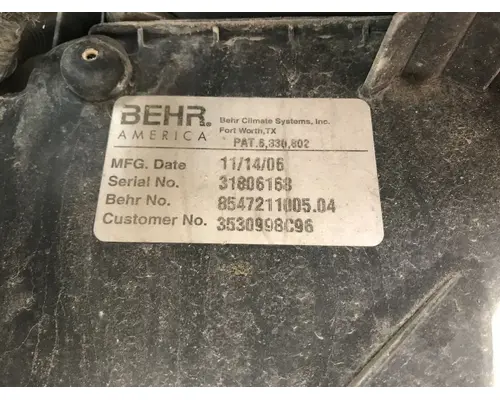 BEHR.
AMERICA
Behr Climate Systems, Inc.
Fort Worth,TX
PAT.6,330,802
MFG. Date 11/14/06
Serial No. 31806168
Behr No. 8547211005.04
Customer No. 3530998C96